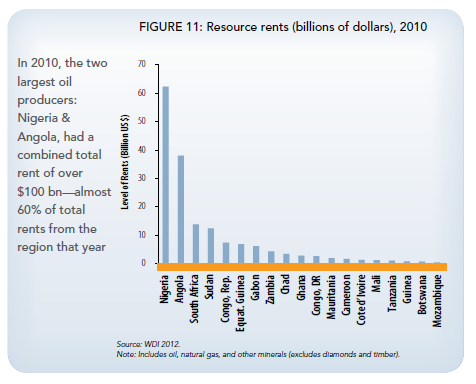 FIGURE 11: Resource rents (billions of dollars), 2010
In 2010, the two
largest oil
producers:
Nigeria &
Angola, had a
combined total
rent of over
$100 bn—almost
60% of total
rents from the
region that year
Level of Rents (Billion US$)
70
60
50
40
30
20
10
0
Nigeria
Angola
South Africa
Sudan
Congo, Rep.
Equat. Guinea
Gabon
Zambia
Chad
Ghana
Congo, DR
Mauritania
Cameroon
Cote d'Ivoire
Mali
Tanzania
Guinea
Botswana
Mozambique
Source: WDI 2012.
Note: Includes oil, natural gas, and other minerals (excludes diamonds and timber).